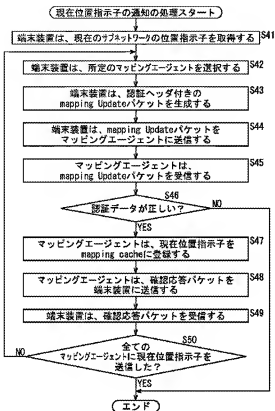 現在位置指示子の通知の処理スタート
端末装置は、現在のサブネットワークの位置指示子を取得する
S41
端末装置は、所定のマッピングエージェントを選択する
S42
端末装置は、認証ヘッダ付きの
mapping Updateパケットを生成する
S43
端末装置は、mapping Updateパケットを
マッピングエージェントに送信する
S44
マッピングエージェントは、
mapping Updateパケットを受信する
S45
S46
認証データが正しい?
NO
YES
マッピングエージェントは、現在位置指示子を
mapping cacheに登録する
S47
マッピングエージェントは、確認応答パケットを
端末装置に送信する
S48
端末装置は、確認応答パケットを受信する
S49
S50
全ての
マッピングエージェントに現在位置指示子を
送信した?
NO
YES
エンド